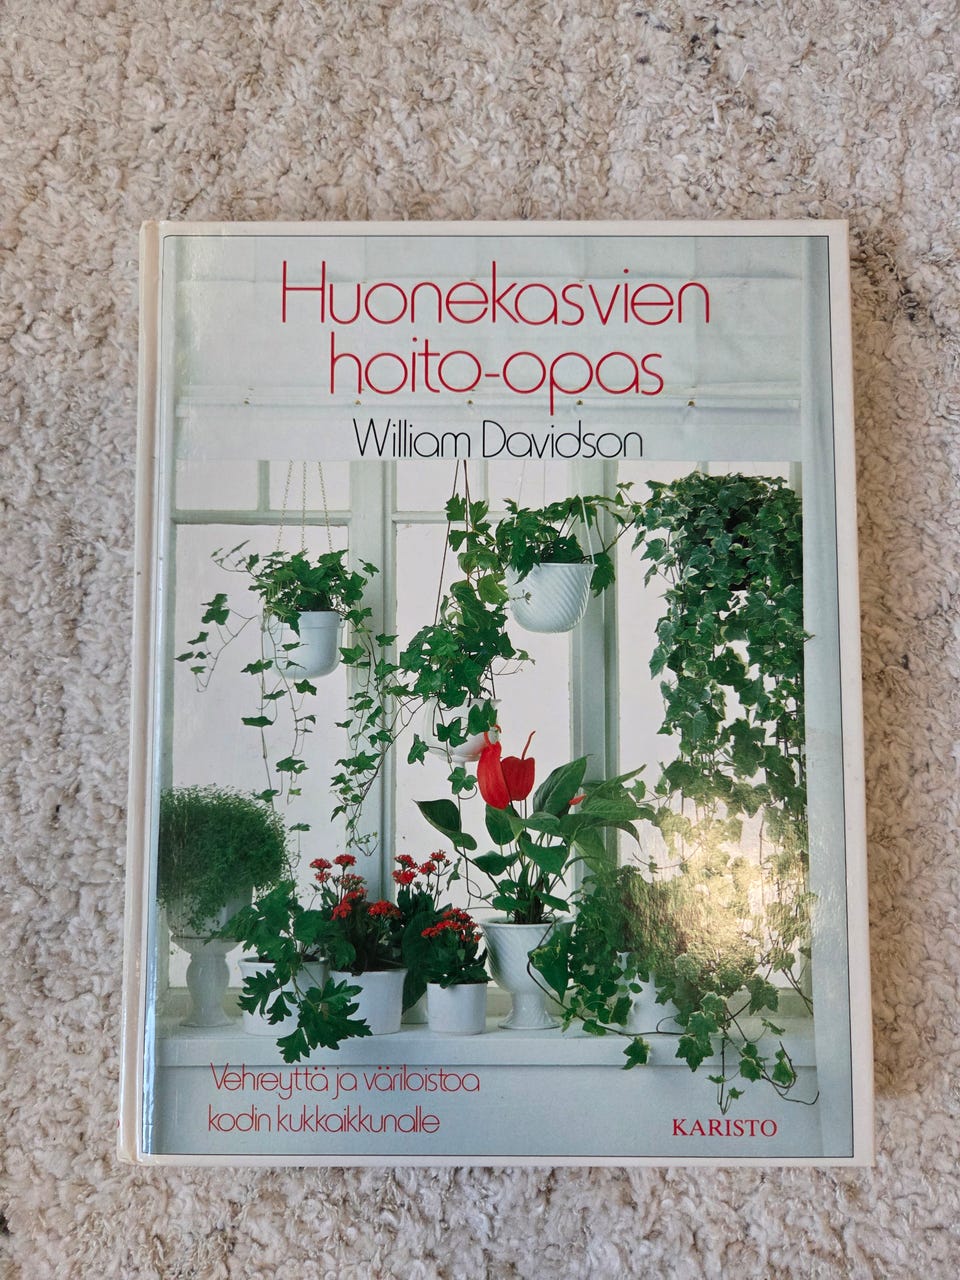 Huonekasvien
hoito-opas
William Davidson
Vehreyttä ja väriloistoa
kodin kukkaikkunalle
KARISTO